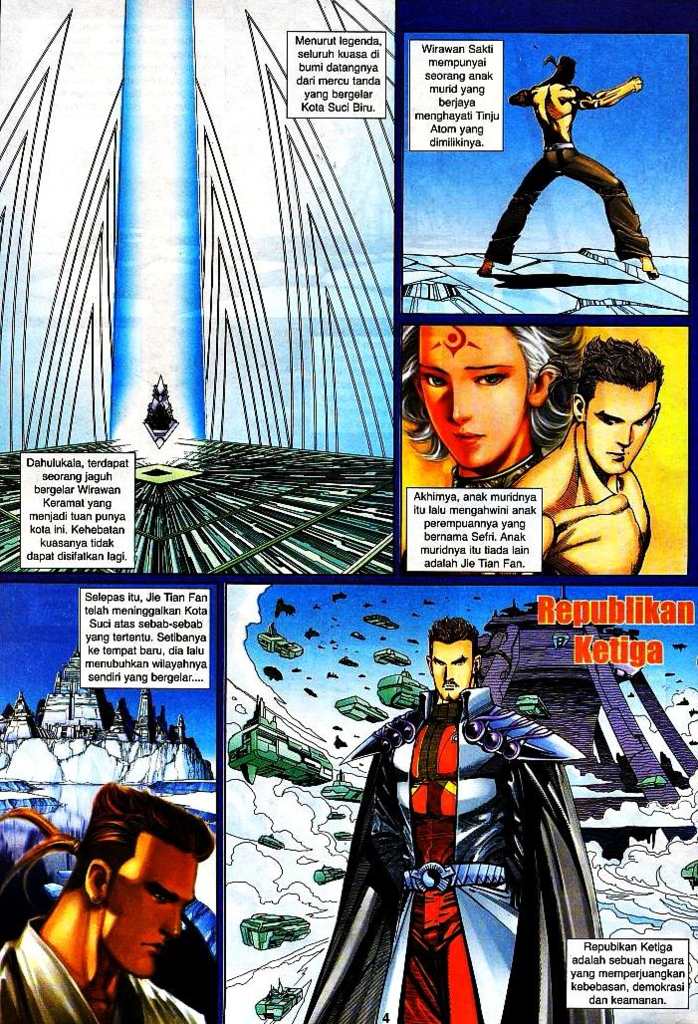 Menurut legenda,
seluruh kuasa di
bumi datangnya
dari mercu tanda
yang bergelar
Kota Suci Biru.
Dahulukala, terdapat
seorang jaguh
bergelar Wirawan
Keramat yang
menjadi tuan punya
kota ini. Kehebatan
kuasanya tidak
dapat disifatkan lagi.
Wirawan Sakti
mempunyai
seorang anak
murid yang
berjaya
menghayati Tinju
Atom yang
dimilikinya.
Akhirnya, anak muridnya
itu lalu mengahwini anak
perempuannya yang
bernama Sefri. Anak
muridnya itu tiada lain
adalah Jie Tian Fan.
Selepas itu, Jie Tian Fan
telah meninggalkan Kota
Suci atas sebab-sebab
yang tertentu. Setibanya
ke tempat baru, dia lalu
menubuhkan wilayahnya
sendiri yang bergelar....
Republikan
Ketiga
Republikan Ketiga
adalah sebuah negara
yang memperjuangkan
kebebasan, demokrasi
dan keamanan.
4